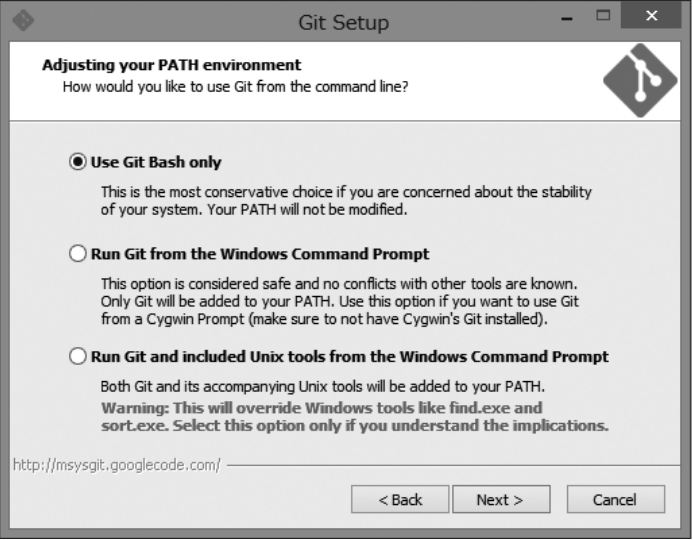 Git Setup
Adjusting your PATH environment
How would you like to use Git from the command line?
Use Git Bash only
This is the most conservative choice if you are concerned about the stability
of your system. Your PATH will not be modified.
Run Git from the Windows Command Prompt
This option is considered safe and no conflicts with other tools are known.
Only Git will be added to your PATH. Use this option if you want to use Git
from a Cygwin Prompt (make sure to not have Cygwin's Git installed).
Run Git and included Unix tools from the Windows Command Prompt
Both Git and its accompanying Unix tools will be added to your PATH.
Warning: This will override Windows tools like find.exe and
sort.exe. Select this option only if you understand the implications.
http://msysgit.googlecode.com/
< Back Next > Cancel